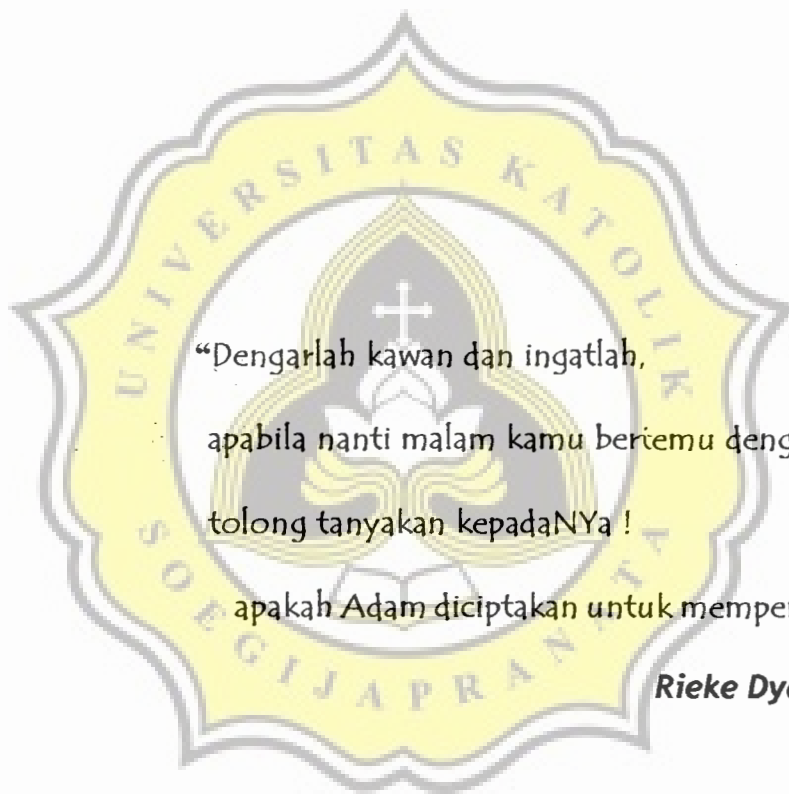 UNIVERSITAS KATOLIK
SOEGIJAPRANATA
“Dengarlah kawan dan ingatlah,
apabila nanti malam kamu bertemu deng
tolong tanyakan kepadaNYa !
apakah Adam diciptakan untuk mempe
Rieke Dy